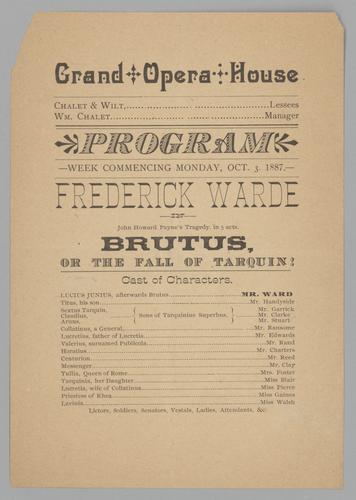 Grand Opera House
CHALET & WILT,........................Lessees
WM. CHALET........................Manager
PROGRAM
—WEEK COMMENCING MONDAY, OCT. 3. 1887.—
FREDERICK WARDE
—IN—
John Howard Payne's Tragedy, in 5 acts.
BRUTUS,
OR THE FALL OF TARQUIN!
Cast of Characters.
LUCIUS JUNIUS, afterwards Brutus........................MR. WARD
Titus, his son........................Mr. Handyside
Sextus Tarquin, Mr. Garrick
Claudius, } Sons of Tarquinius Superbus, { Mr. Clarke
Aruns, Mr. Stuart
Collatinus, a General........................Mr. Ransome
Lucretius, father of Lucretia........................Mr. Edwards
Valerius, surnamed Publicola........................Mr. Rand
Horatius........................Mr. Charters
Centurion........................Mr. Reed
Messenger........................Mr. Clay
Tullia, Queen of Rome........................Mrs. Foster
Tarquinia, her Daughter........................Miss Blair
Lucretia, wife of Collatinus........................Miss Pierce
Priestess of Rhea........................Miss Gaines
Lavinia........................Miss Walsh
Lictors, Soldiers, Senators, Vestals, Ladies, Attendants, &c.